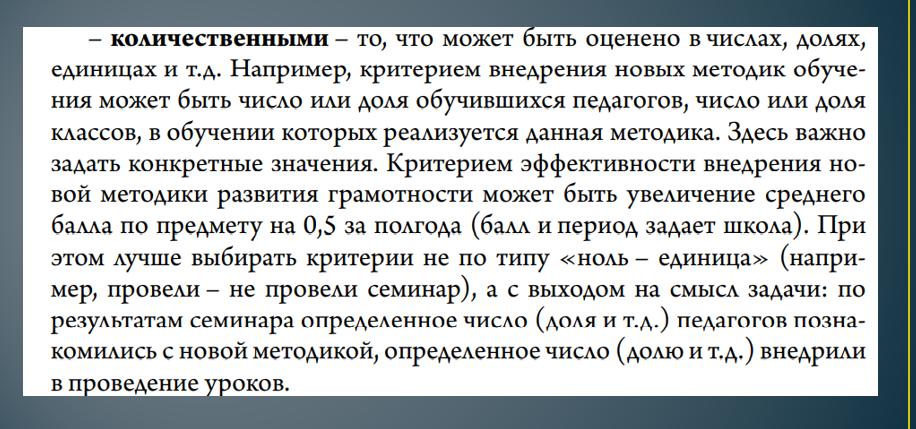 – количественными – то, что может быть оценено в числах, долях,
единицах и т.д. Например, критерием внедрения новых методик обуче-
ния может быть число или доля обучившихся педагогов, число или доля
классов, в обучении которых реализуется данная методика. Здесь важно
задать конкретные значения. Критерием эффективности внедрения но-
вой методики развития грамотности может быть увеличение среднего
балла по предмету на 0,5 за полгода (балл и период задает школа). При
этом лучше выбирать критерии не по типу «ноль – единица» (напри-
мер, провели – не провели семинар), а с выходом на смысл задачи: по
результатам семинара определенное число (доля и т.д.) педагогов позна-
комились с новой методикой, определенное число (долю и т.д.) внедрили
в проведение уроков.